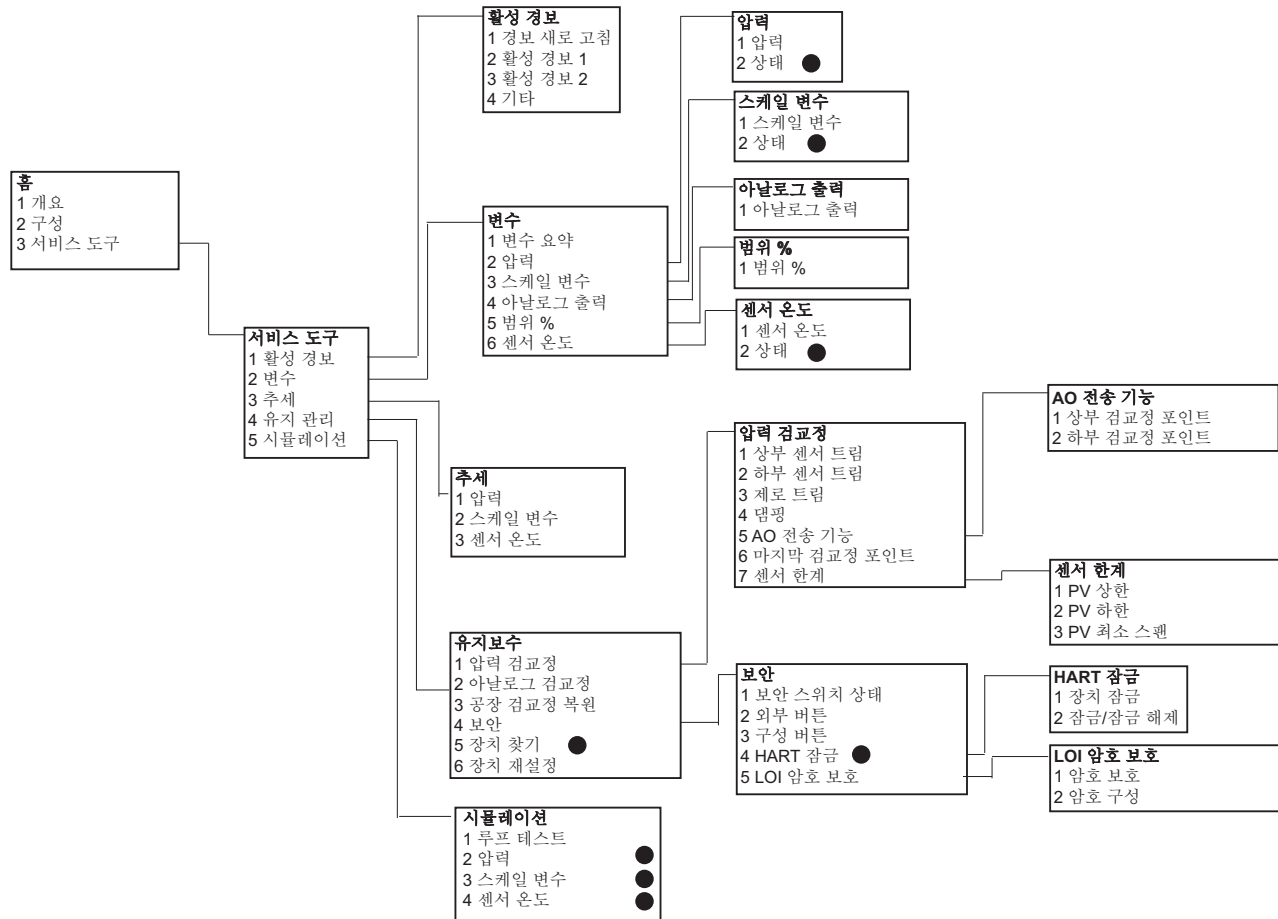 홈
1 개요
2 구성
3 서비스 도구
서비스 도구
1 활성 경보
2 변수
3 추세
4 유지 관리
5 시뮬레이션
활성 경보
1 경보 새로 고침
2 활성 경보 1
3 활성 경보 2
4 기타
변수
1 변수 요약
2 압력
3 스케일 변수
4 아날로그 출력
5 범위 %
6 센서 온도
추세
1 압력
2 스케일 변수
3 센서 온도
유지보수
1 압력 검교정
2 아날로그 검교정
3 공장 검교정 복원
4 보안
5 장치 찾기
6 장치 재설정
시뮬레이션
1 루프 테스트
2 압력
3 스케일 변수
4 센서 온도
압력
1 압력
2 상태
스케일 변수
1 스케일 변수
2 상태
아날로그 출력
1 아날로그 출력
범위 %
1 범위 %
센서 온도
1 센서 온도
2 상태
압력 검교정
1 상부 센서 트림
2 하부 센서 트림
3 제로 트림
4 댐핑
5 AO 전송 기능
6 마지막 검교정 포인트
7 센서 한계
보안
1 보안 스위치 상태
2 외부 버튼
3 구성 버튼
4 HART 잠금
5 LOI 암호 보호
AO 전송 기능
1 상부 검교정 포인트
2 하부 검교정 포인트
센서 한계
1 PV 상한
2 PV 하한
3 PV 최소 스팬
HART 잠금
1 장치 잠금
2 잠금/잠금 해제
LOI 암호 보호
1 암호 보호
2 암호 구성